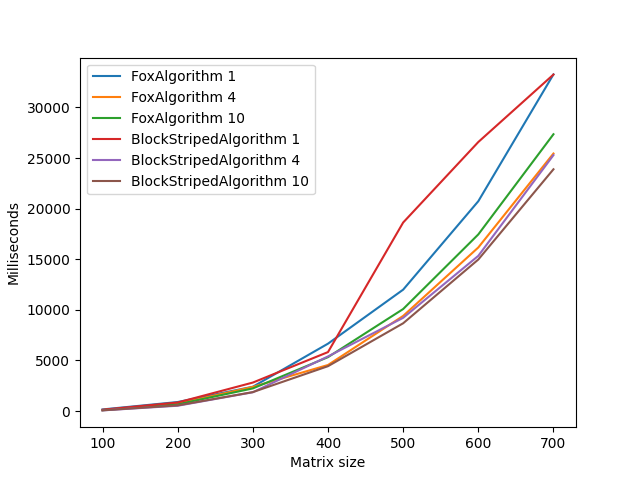 FoxAlgorithm 1
FoxAlgorithm 4
FoxAlgorithm 10
BlockStripedAlgorithm 1
BlockStripedAlgorithm 4
BlockStripedAlgorithm 10
30000
25000
20000
15000
10000
5000
0
Milliseconds
100 200 300 400 500 600 700
Matrix size